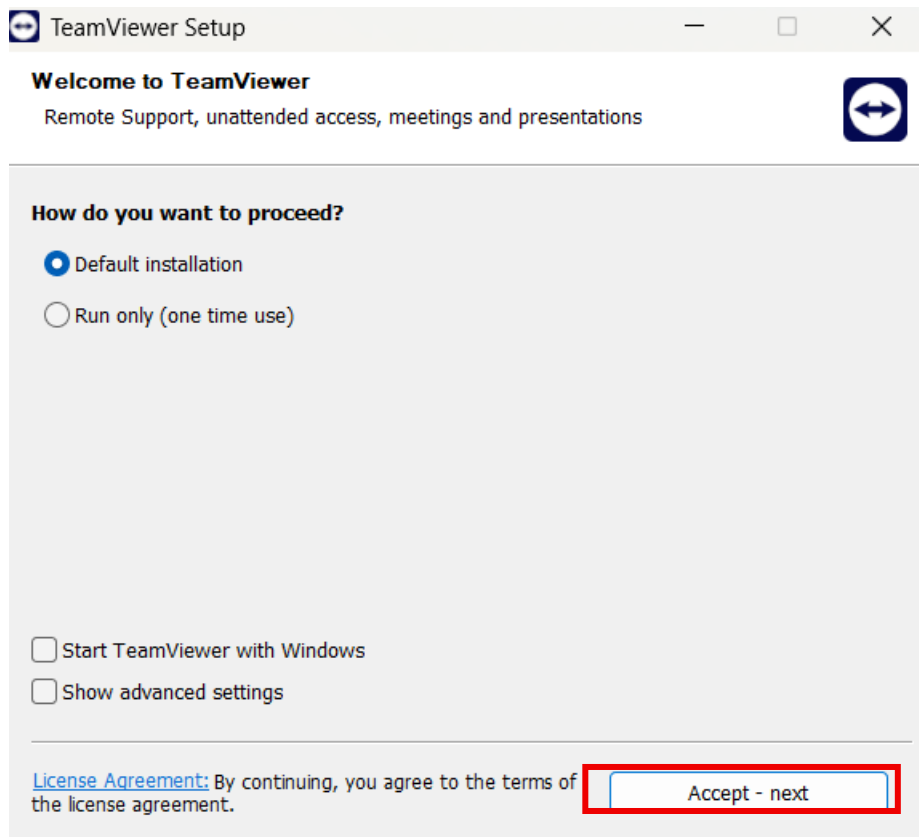 TeamViewer Setup
Welcome to TeamViewer
Remote Support, unattended access, meetings and presentations
How do you want to proceed?
Default installation
Run only (one time use)
Start TeamViewer with Windows
Show advanced settings
License Agreement: By continuing, you agree to the terms of
the license agreement.
Accept - next